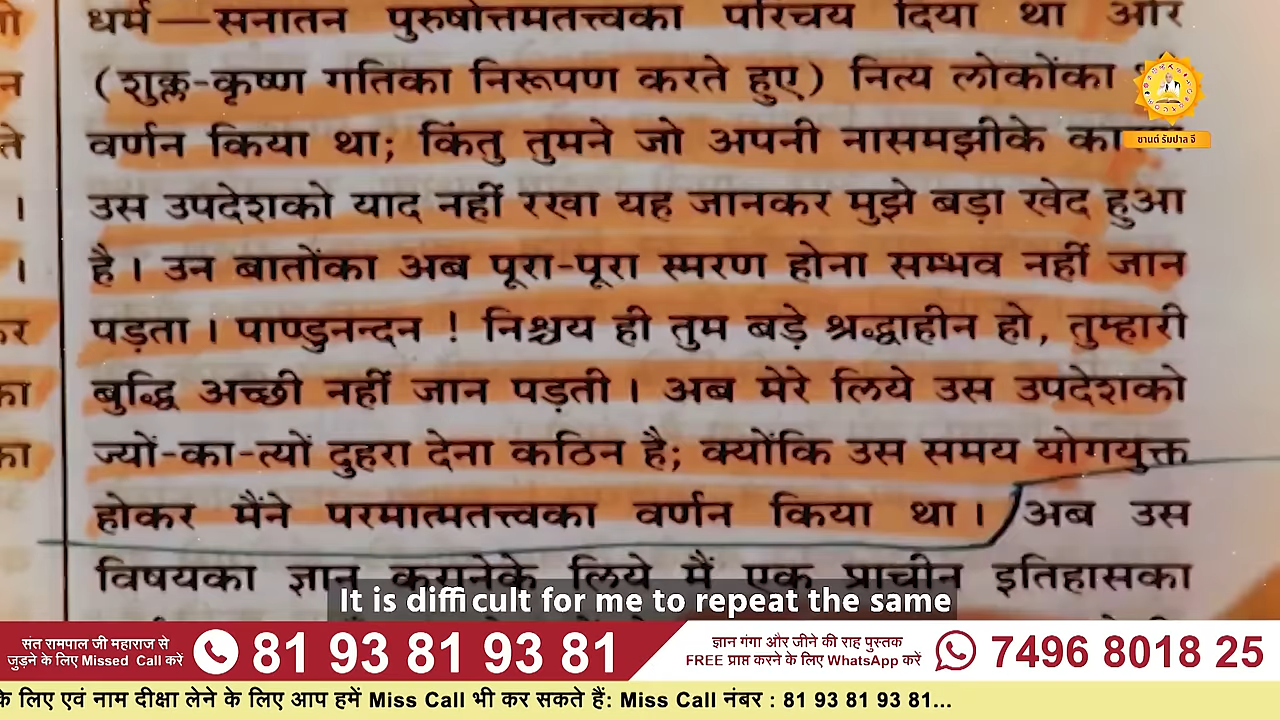 धर्म—सनातन पुरुषोत्तमतत्त्वका परिचय दिया था और
(शुक्ल-कृष्ण गतिका निरूपण करते हुए) नित्य लोकोंका
वर्णन किया था; किंतु तुमने जो अपनी नासमझीके
उस उपदेशको याद नहीं रखा यह जानकर मुझे बड़ा खेद हुआ
है। उन बातोंका अब पूरा-पूरा स्मरण होना सम्भव नहीं जान
पड़ता। पाण्डुनन्दन ! निश्चय ही तुम बड़े श्रद्धाहीन हो, तुम्हारी
बुद्धि अच्छी नहीं जान पड़ती। अब मेरे लिये उस उपदेशको
ज्यों-का-त्यों दुहरा देना कठिन है; क्योंकि उस समय योगयुक्त
होकर मैंने परमात्मतत्त्वका वर्णन किया था। अब उस
विषयका ज्ञान करानेके लिये मैं एक प्राचीन इतिहासका
It is difficult for me to repeat the same
संत रामपाल जी महाराज से
जुड़ने के लिए Missed Call करें
81 93 81 93 81
ज्ञान गंगा और जीने की राह पुस्तक
FREE प्राप्त करने के लिए WhatsApp करें
7496 8018 25
के लिए एवं नाम दीक्षा लेने के लिए आप हमें Miss Call भी कर सकते हैं: Miss Call नंबर : 81 93 81 93 81...